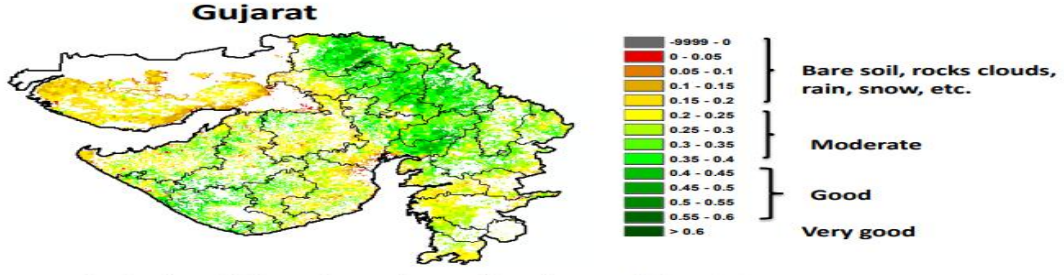 Gujarat
-9999 - 0
0 - 0.05
0.05 - 0.1
0.1 - 0.15
0.15 - 0.2
0.2 - 0.25
0.25 - 0.3
0.3 - 0.35
0.35 - 0.4
0.4 - 0.45
0.45 - 0.5
0.5 - 0.55
0.55 - 0.6
> 0.6
Bare soil, rocks clouds,
rain, snow, etc.
Moderate
Good
Very good